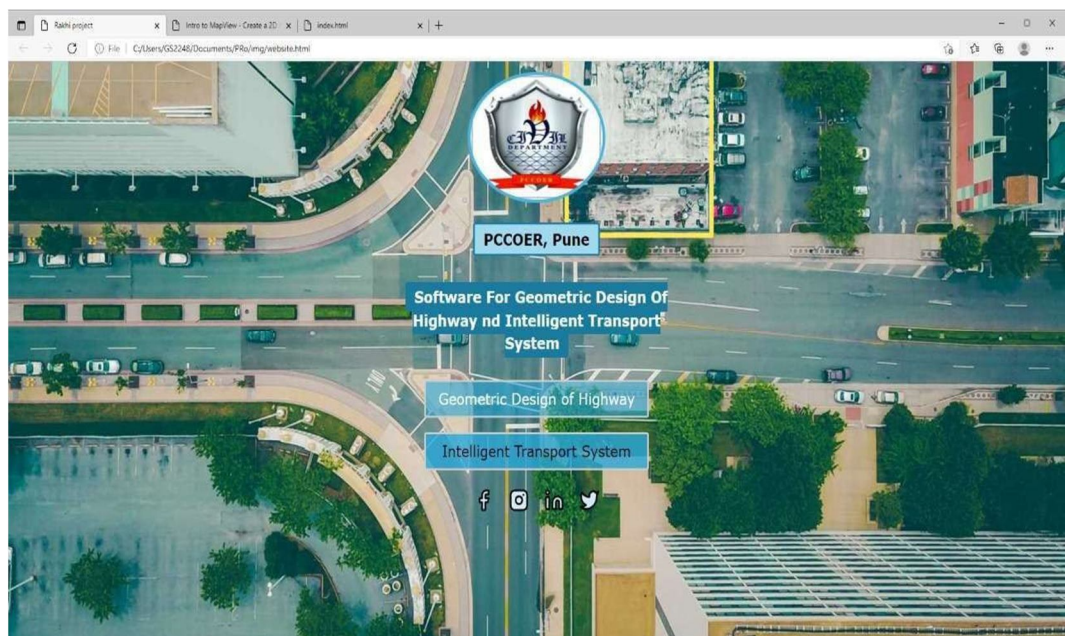 Rakhi project
Intro to MapView - Create a 2D
index.html
File | C:/Users/GS2248/Documents/PRo/img/website.html
CIVIL
DEPARTMENT
PCCOER
PCCOER, Pune
Software For Geometric Design Of
Highway nd Intelligent Transport
System
ONLY
Geometric Design of Highway
Intelligent Transport System
in